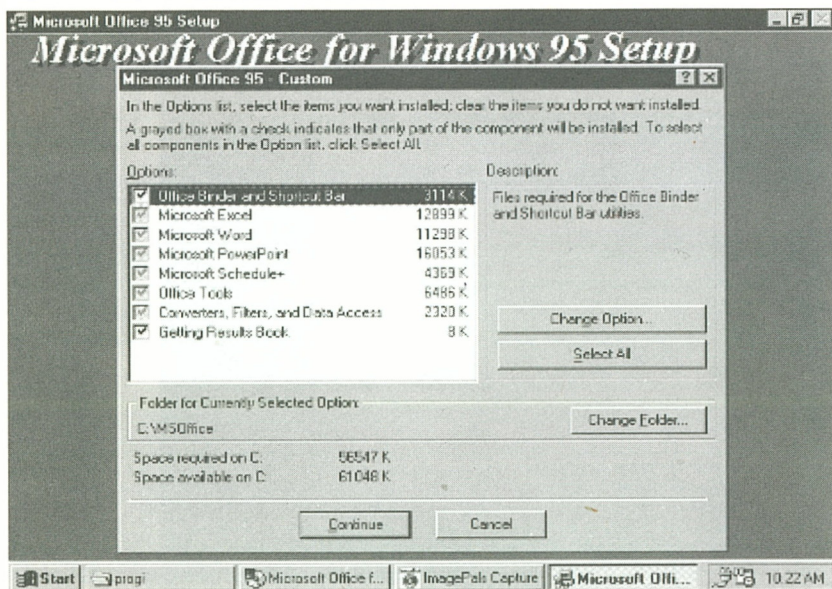 Microsoft Office 95 Setup
Microsoft Office for Windows 95 Setup
Microsoft Office 95 - Custom
In the Options list, select the items you want installed; clear the items you do not want installed.
A grayed box with a check indicates that only part of the component will be installed. To select
all components in the Option list, click Select All.
Options:
Description:
Office Binder and Shortcut Bar 3114 K
Microsoft Excel 12899 K
Microsoft Word 11298 K
Microsoft PowerPoint 16053 K
Microsoft Schedule+ 4369 K
Office Tools 6486 K
Converters, Filters, and Data Access 2320 K
Getting Results Book 8 K
Files required for the Office Binder
and Shortcut Bar utilities.
Change Option...
Select All
Folder for Currently Selected Option:
C:\MSOffice
Change Folder...
Space required on C: 56547 K
Space available on C: 61048 K
Continue
Cancel
Start
progi
Microsoft Office f...
ImagePals Capture
Microsoft Offi...
10:22 AM